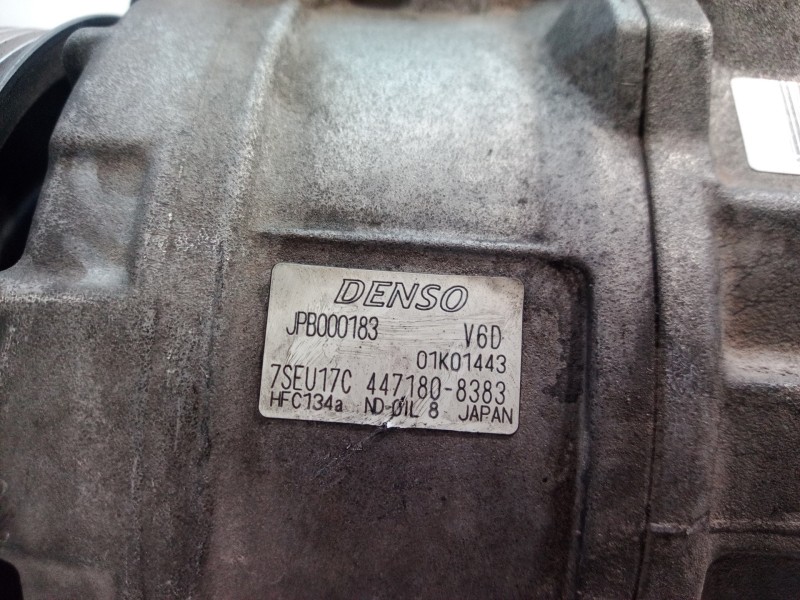 DENSO
JPB000183 V6D
01K01443
7SEU17C 447180-8383
HFC134a ND-OIL 8 JAPAN